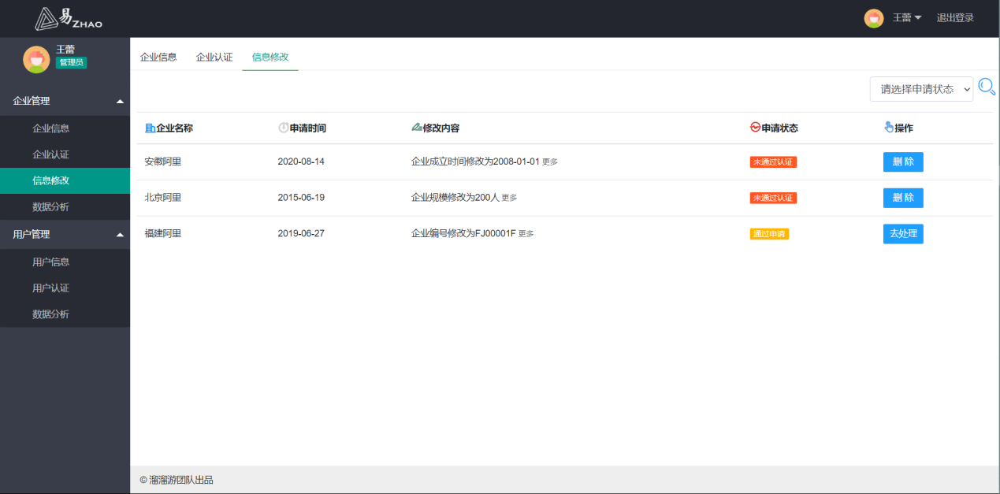 易ZHAO
王蕾
退出登录
王蕾
管理员
企业管理
企业信息
企业认证
信息修改
数据分析
用户管理
用户信息
用户认证
数据分析
企业信息 企业认证 信息修改
请选择申请状态
企业名称 申请时间 修改内容 申请状态 操作
安徽阿里 2020-08-14 企业成立时间修改为2008-01-01 更多 未通过认证 删 除
北京阿里 2015-06-19 企业规模修改为200人 更多 未通过认证 删 除
福建阿里 2019-06-27 企业编号修改为FJ00001F 更多 通过申请 去处理
© 溜溜游团队出品